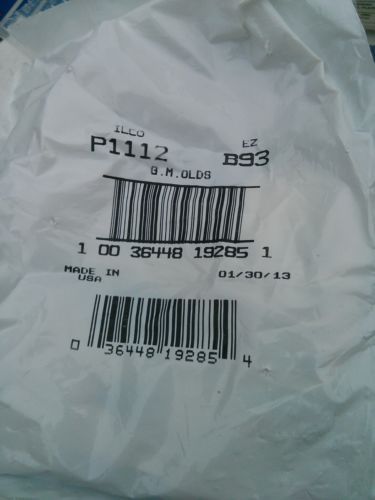 ILCO EZ
P1112 B93
G.M.OLDS
1 00 36448 19285 1
MADE IN 01/30/13
USA
0 36448 19285 4